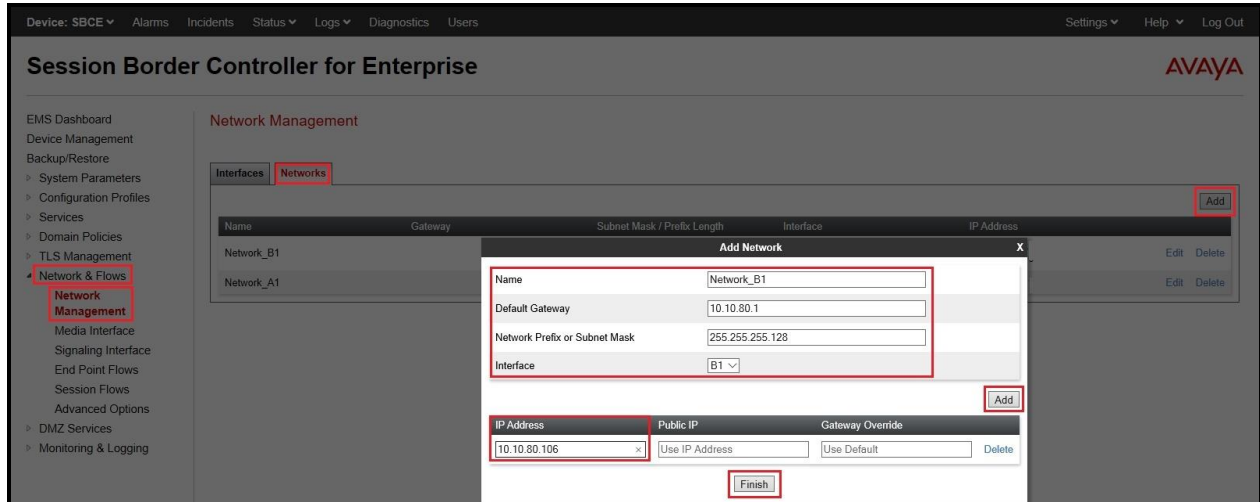 Device: SBCE Alarms Incidents Status Logs Diagnostics Users Settings Help Log Out
Session Border Controller for Enterprise AVAYA
EMS Dashboard
Device Management
Backup/Restore
System Parameters
Configuration Profiles
Services
Domain Policies
TLS Management
Network & Flows
Network
Management
Media Interface
Signaling Interface
End Point Flows
Session Flows
Advanced Options
DMZ Services
Monitoring & Logging
Network Management
Interfaces Networks
Add
Name Gateway Subnet Mask / Prefix Length Interface IP Address
Network_B1 Edit Delete
Network_A1 Edit Delete
Add Network X
Name Network_B1
Default Gateway 10.10.80.1
Network Prefix or Subnet Mask 255.255.255.128
Interface B1
Add
IP Address Public IP Gateway Override
10.10.80.106 × Use IP Address Use Default Delete
Finish